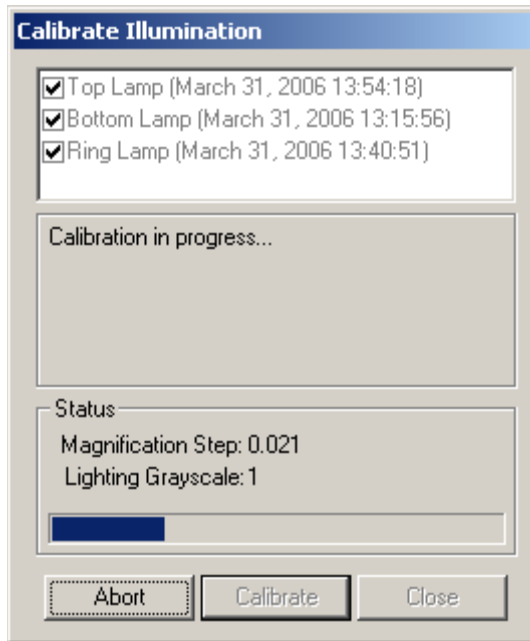 Calibrate Illumination
Top Lamp (March 31, 2006 13:54:18)
Bottom Lamp (March 31, 2006 13:15:56)
Ring Lamp (March 31, 2006 13:40:51)
Calibration in progress...
Status
Magnification Step: 0.021
Lighting Grayscale: 1
Abort Calibrate Close